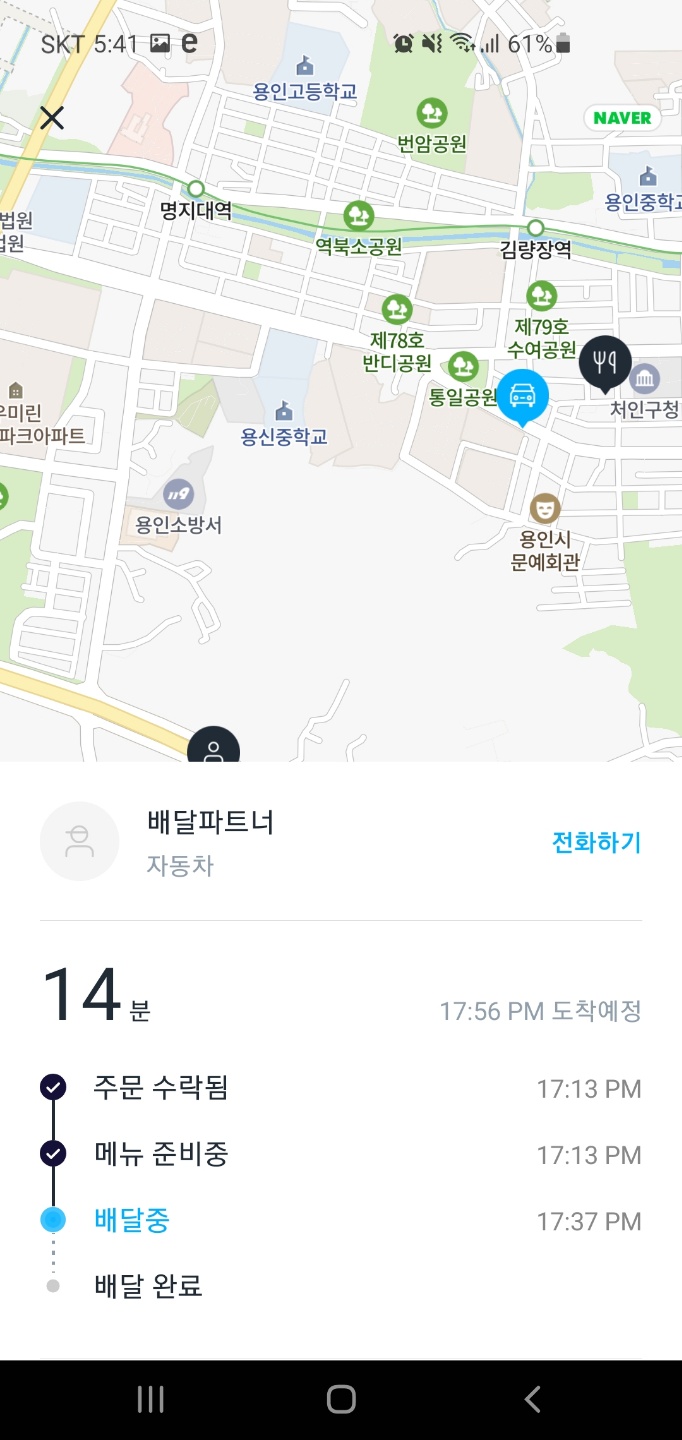 SKT 5:41 e 61%
용인고등학교
번암공원
NAVER
용인중학교
명지대역
법원
법원
역북소공원
김량장역
제79호
수여공원
제78호
반디공원
통일공원
처인구청
우미린
파크아파트
용신중학교
119
용인소방서
용인시
문예회관
배달파트너
자동차
전화하기
14 분
17:56 PM 도착예정
주문 수락됨 17:13 PM
메뉴 준비중 17:13 PM
배달중 17:37 PM
배달 완료